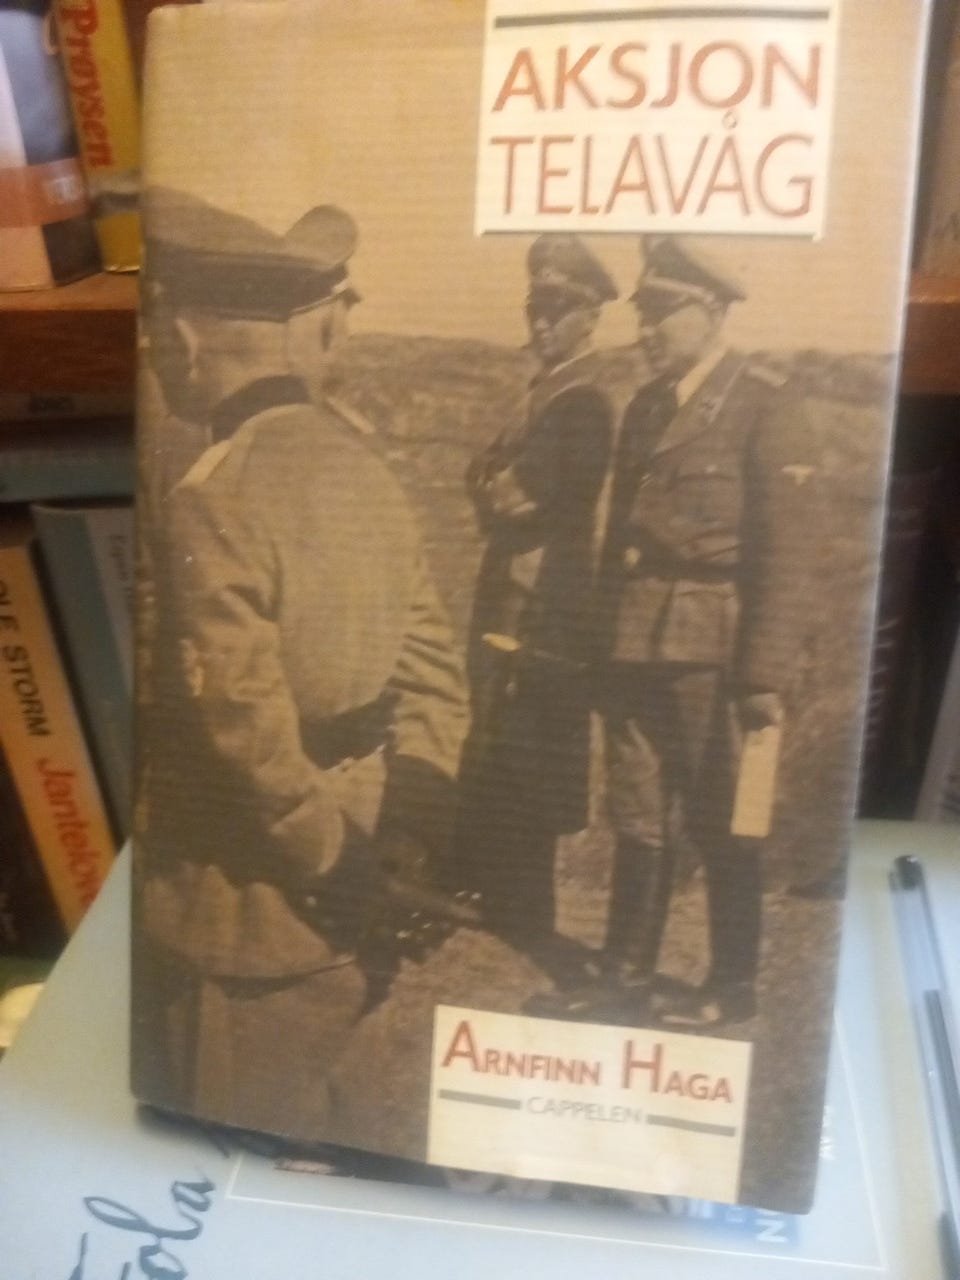 AKSJON
TELAVÅG
ARNFINN HAGA
CAPPELEN
Prøysen
OLE STORM
Jantelov